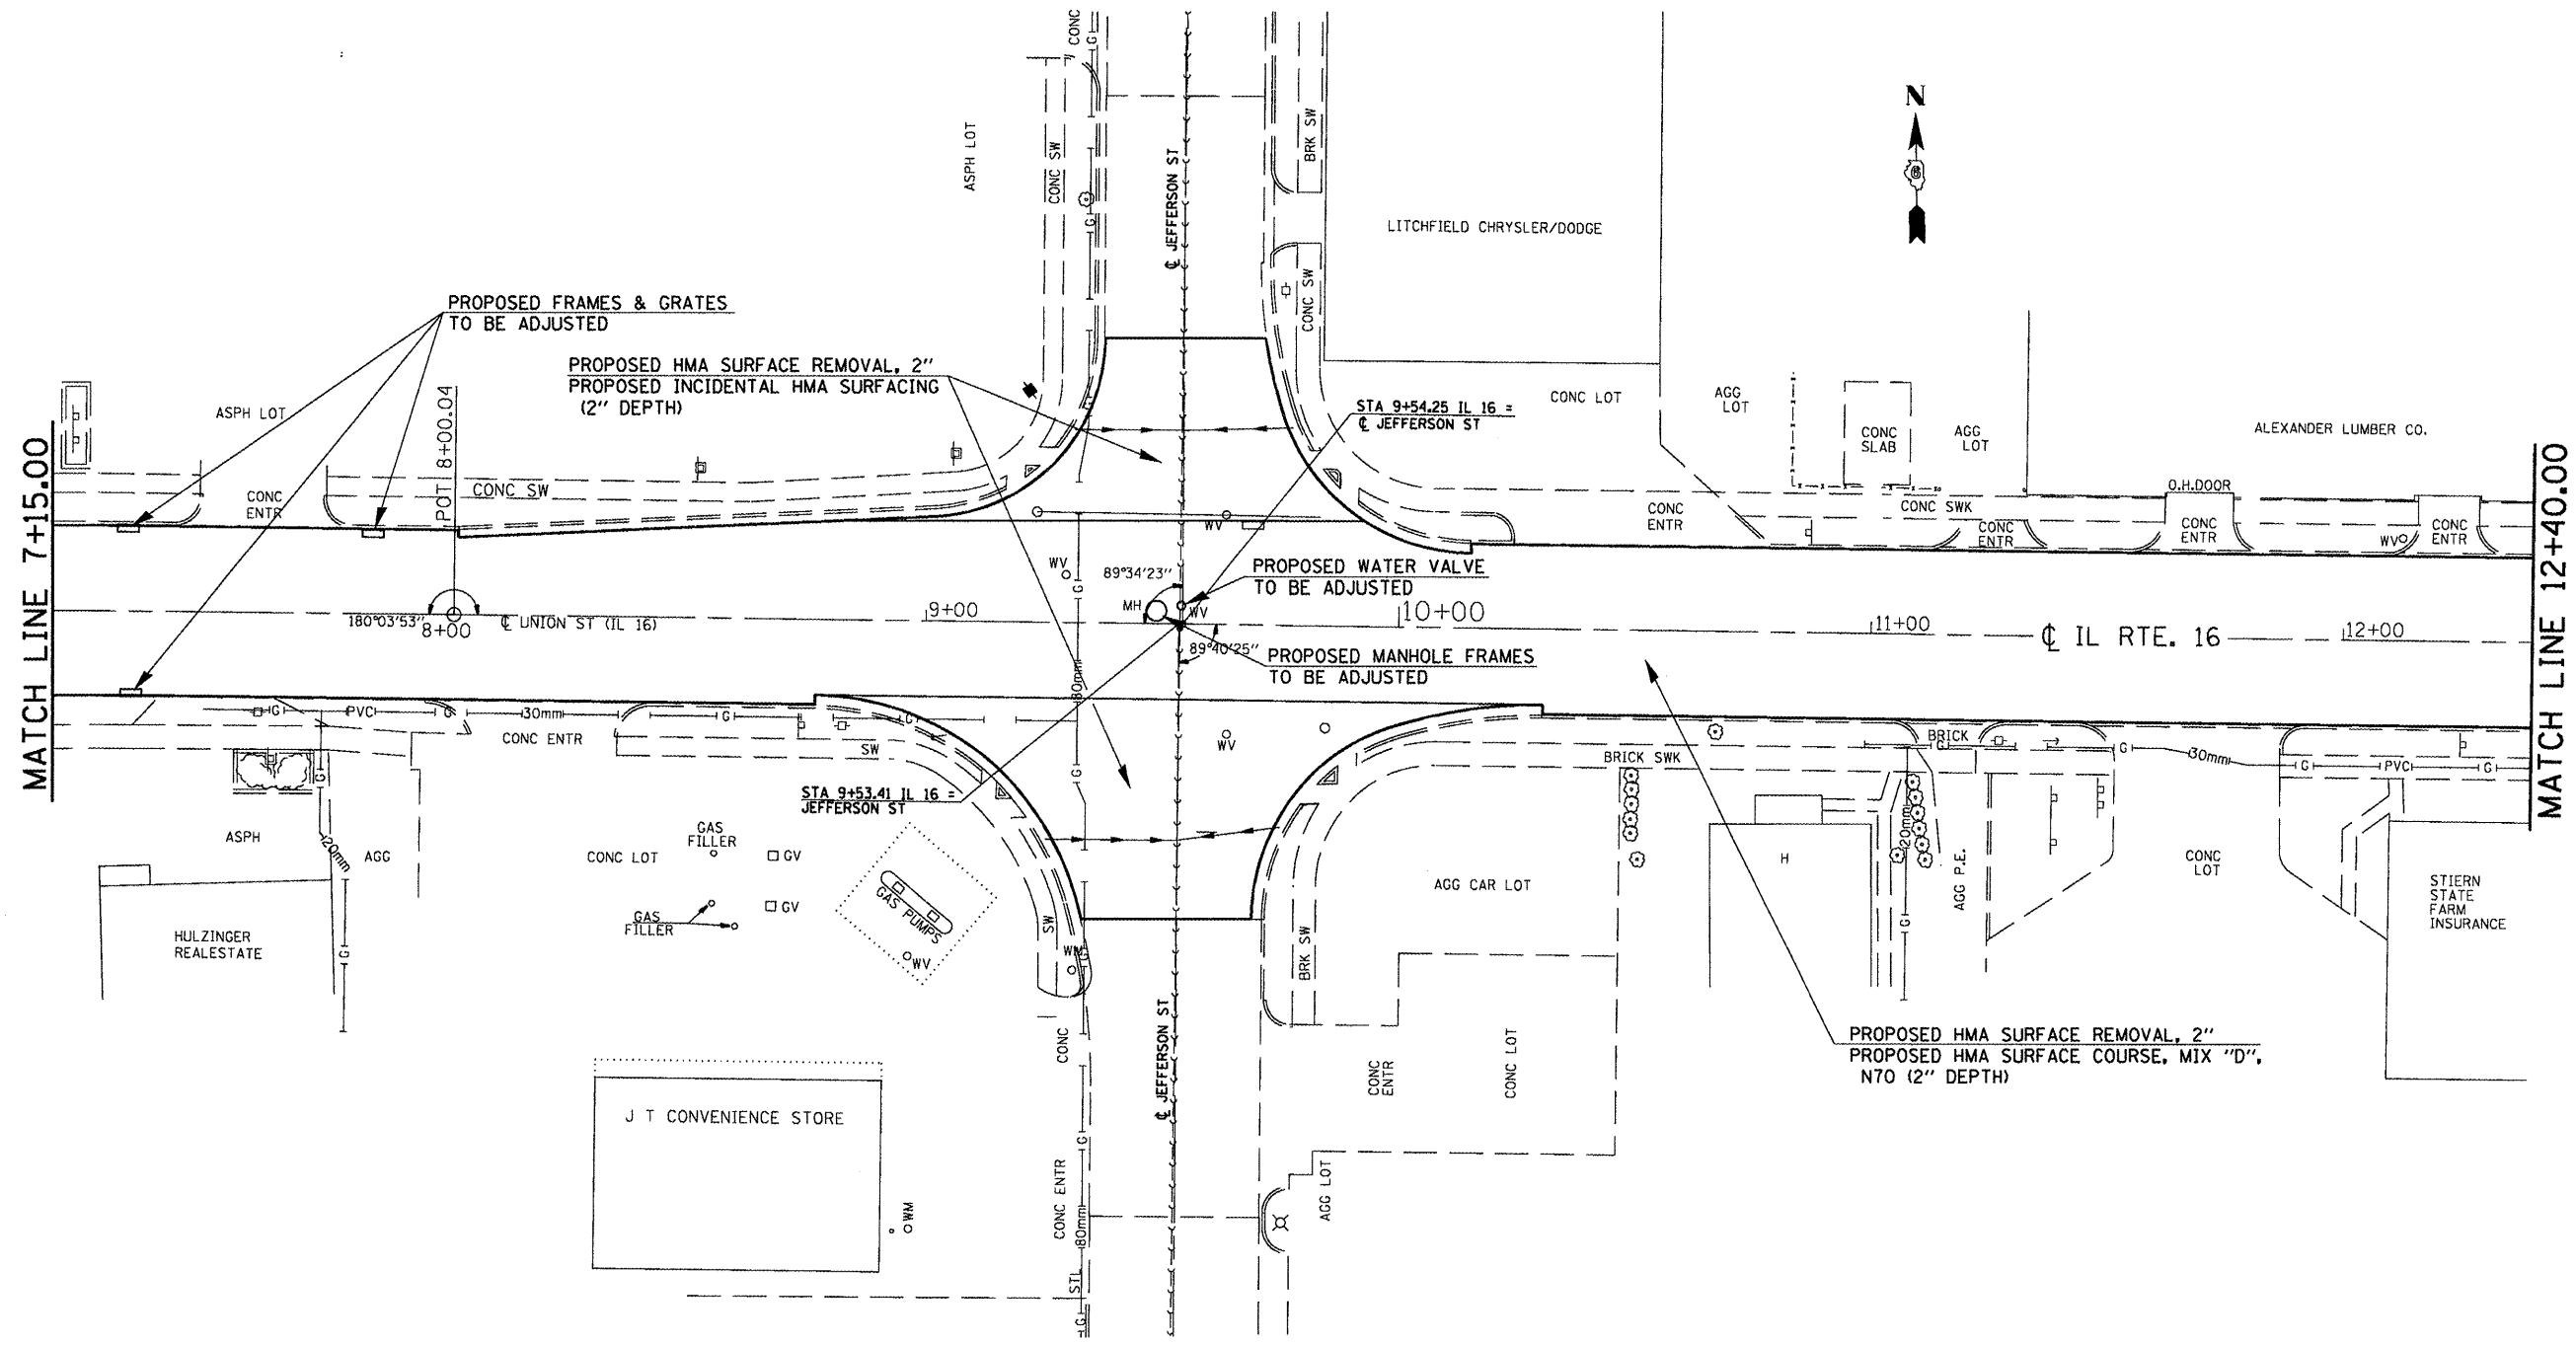 CONC
G
N
ASPH LOT
CONC SW
BRK SW
℄ JEFFERSON ST
G
LITCHFIELD CHRYSLER/DODGE
CONC SW
PROPOSED FRAMES & GRATES
TO BE ADJUSTED
PROPOSED HMA SURFACE REMOVAL, 2"
PROPOSED INCIDENTAL HMA SURFACING
(2" DEPTH)
G
ASPH LOT
POT 8+00.04
STA 9+54.25 IL 16 =
℄ JEFFERSON ST
CONC LOT
AGG
LOT
CONC
SLAB
AGG
LOT
ALEXANDER LUMBER CO.
MATCH LINE 7+15.00
MATCH LINE 12+40.00
CONC
ENTR
CONC SW
WV
CONC
ENTR
CONC SWK
O.H.DOOR
CONC
ENTR
CONC
ENTR
WV
CONC
ENTR
WV
G
89°34'23"
PROPOSED WATER VALVE
TO BE ADJUSTED
MH
WV
180°03'53"
8+00
℄ UNION ST (IL 16)
9+00
10+00
11+00
℄ IL RTE. 16
12+00
89°40'25"
PROPOSED MANHOLE FRAMES
TO BE ADJUSTED
80mm
G
PVC
G
30mm
G
G
CONC ENTR
SW
WV
G
BRICK SWK
BRICK
G
G
30mm
G
PVC
G
G
STA 9+53.41 IL 16 =
JEFFERSON ST
ASPH
20mm
AGG
CONC LOT
GAS
FILLER
GV
GAS
FILLER
GV
GAS PUMPS
WV
HULZINGER
REALESTATE
G
SW
WM
G
BRK SW
AGG CAR LOT
H
20mm
G
AGG P.E.
CONC
LOT
STIERN
STATE
FARM
INSURANCE
℄ JEFFERSON ST
CONC
CONC
ENTR
CONC LOT
PROPOSED HMA SURFACE REMOVAL, 2"
PROPOSED HMA SURFACE COURSE, MIX "D",
N70 (2" DEPTH)
J T CONVENIENCE STORE
G
CONC ENTR
80mm
AGG LOT
WM
STL
G